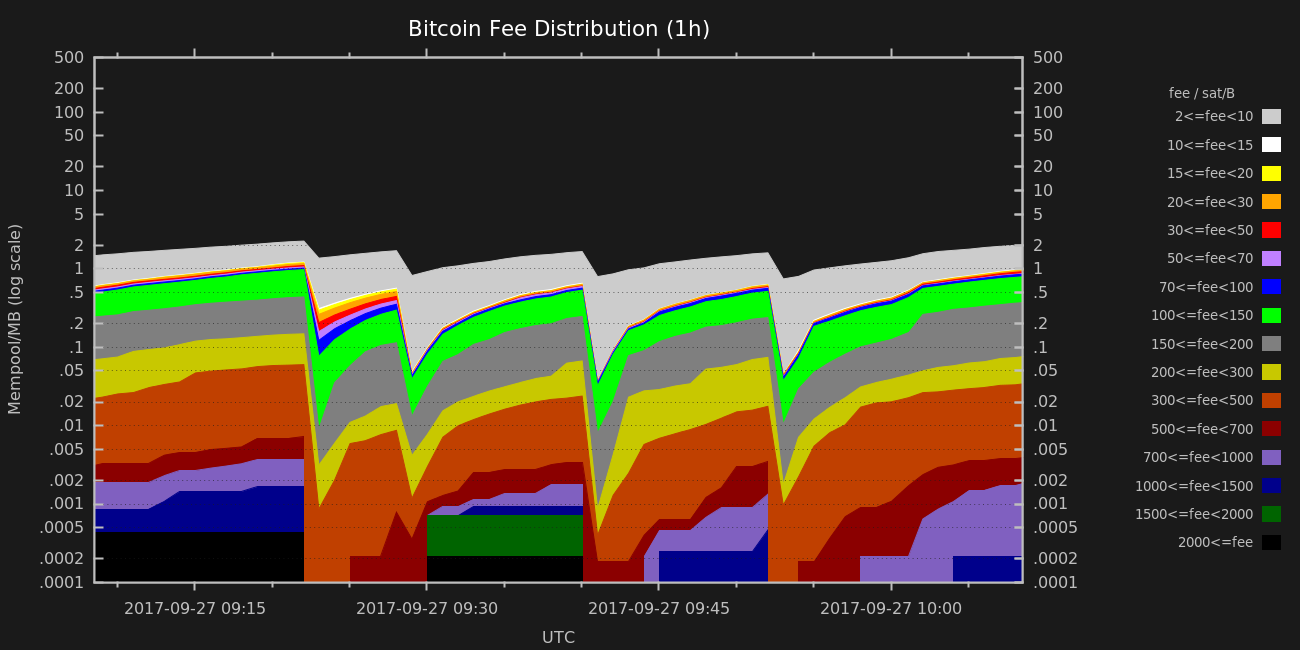 Bitcoin Fee Distribution (1h)
Mempool/MB (log scale)
500
200
100
50
20
10
5
2
1
.5
.2
.1
.05
.02
.01
.005
.002
.001
.0005
.0002
.0001
500
200
100
50
20
10
5
2
1
.5
.2
.1
.05
.02
.01
.005
.002
.001
.0005
.0002
.0001
2017-09-27 09:15
2017-09-27 09:30
2017-09-27 09:45
2017-09-27 10:00
UTC
fee / sat/B
2<=fee<10
10<=fee<15
15<=fee<20
20<=fee<30
30<=fee<50
50<=fee<70
70<=fee<100
100<=fee<150
150<=fee<200
200<=fee<300
300<=fee<500
500<=fee<700
700<=fee<1000
1000<=fee<1500
1500<=fee<2000
2000<=fee